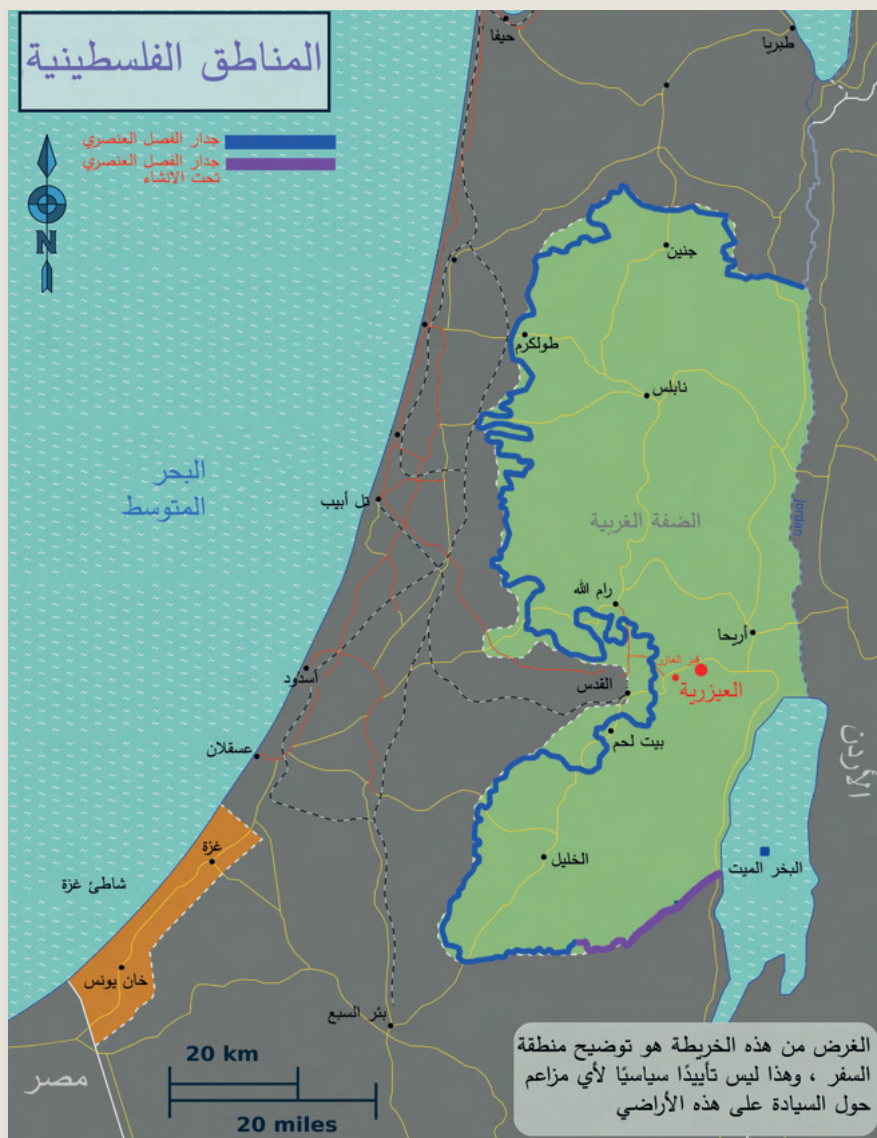 المناطق الفلسطينية
جدار الفصل العنصري
جدار الفصل العنصري
تحت الانشاء
N
حيفا
طبريا
جنين
طولكرم
نابلس
البحر
المتوسط
تل أبيب
الضفة الغربية
Jordan
رام الله
أريحا
قبر العازر
العيزرية
القدس
أسدود
بيت لحم
عسقلان
الأردن
الخليل
غزة
البخر الميت
شاطئ غزة
خان يونس
بئر السبع
مصر
20 km
20 miles
الغرض من هذه الخريطة هو توضيح منطقة
السفر ، وهذا ليس تأييدًا سياسيًا لأي مزاعم
حول السيادة على هذه الأراضي